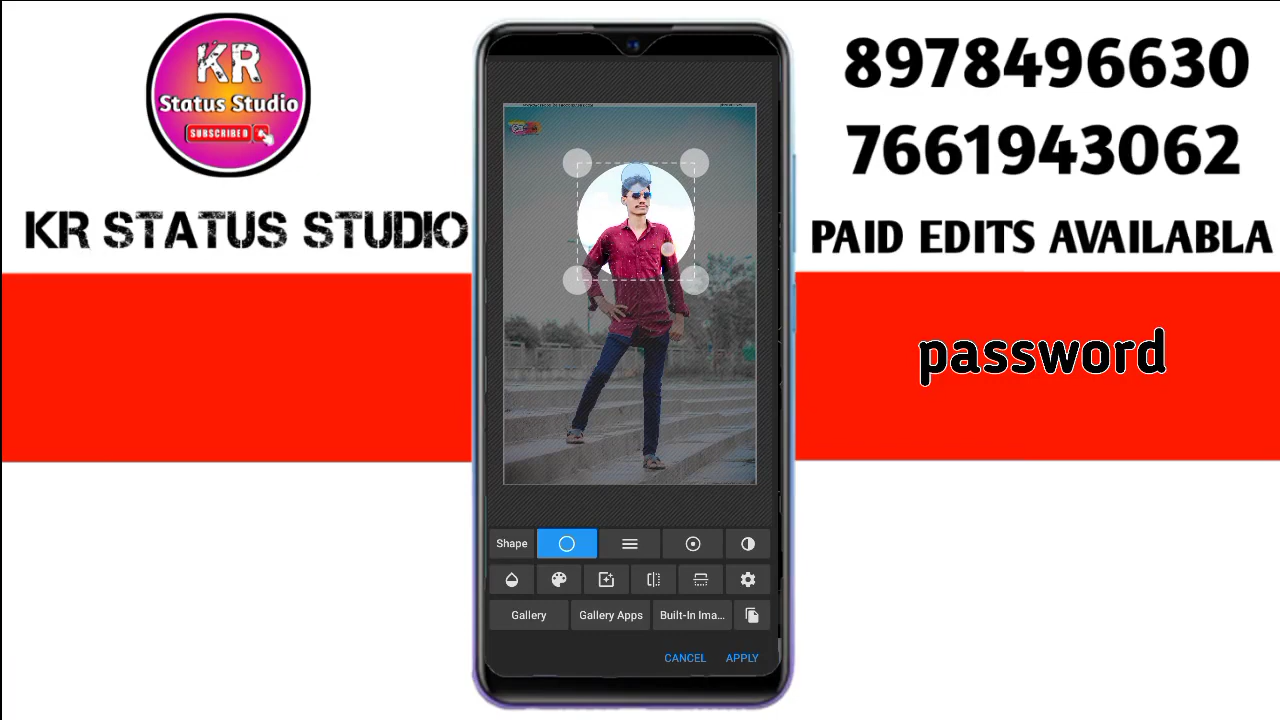 KR
Status Studio
SUBSCRIBED
KR STATUS STUDIO
8978496630
7661943062
PAID EDITS AVAILABLA
password
Shape
Gallery
Gallery Apps
Built-In Ima...
CANCEL
APPLY